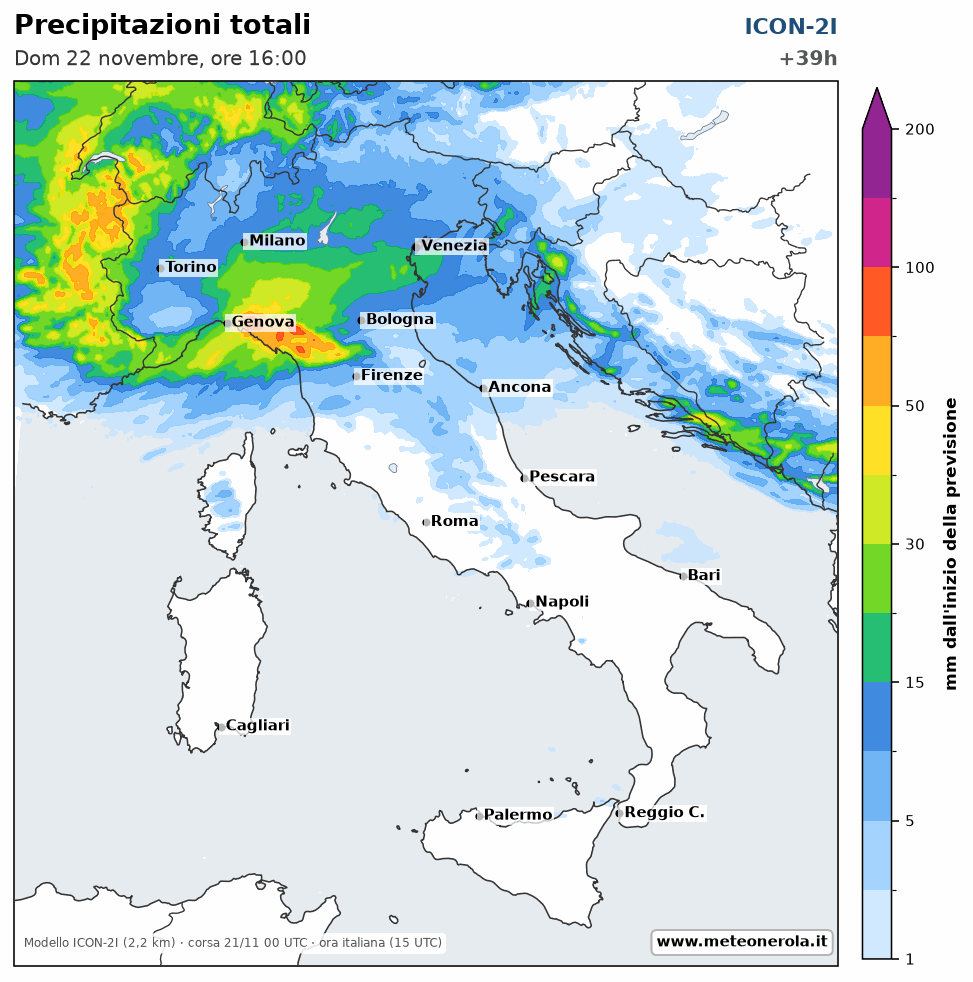 Precipitazioni totali
ICON-2I
Dom 22 novembre, ore 16:00
+39h
200
100
50
30
15
5
1
mm dall'inizio della previsione
Milano
Venezia
Torino
Genova
Bologna
Firenze
Ancona
Pescara
Roma
Bari
Napoli
Cagliari
Palermo
Reggio C.
Modello ICON-2I (2,2 km) · corsa 21/11 00 UTC · ora italiana (15 UTC)
www.meteonerola.it